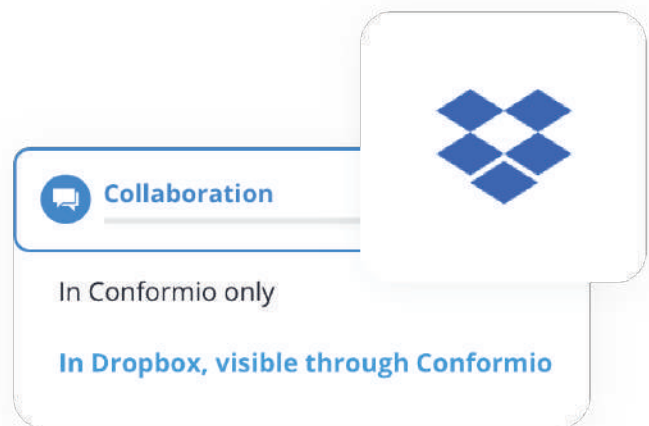 Collaboration
In Conformio only
In Dropbox, visible through Conformio